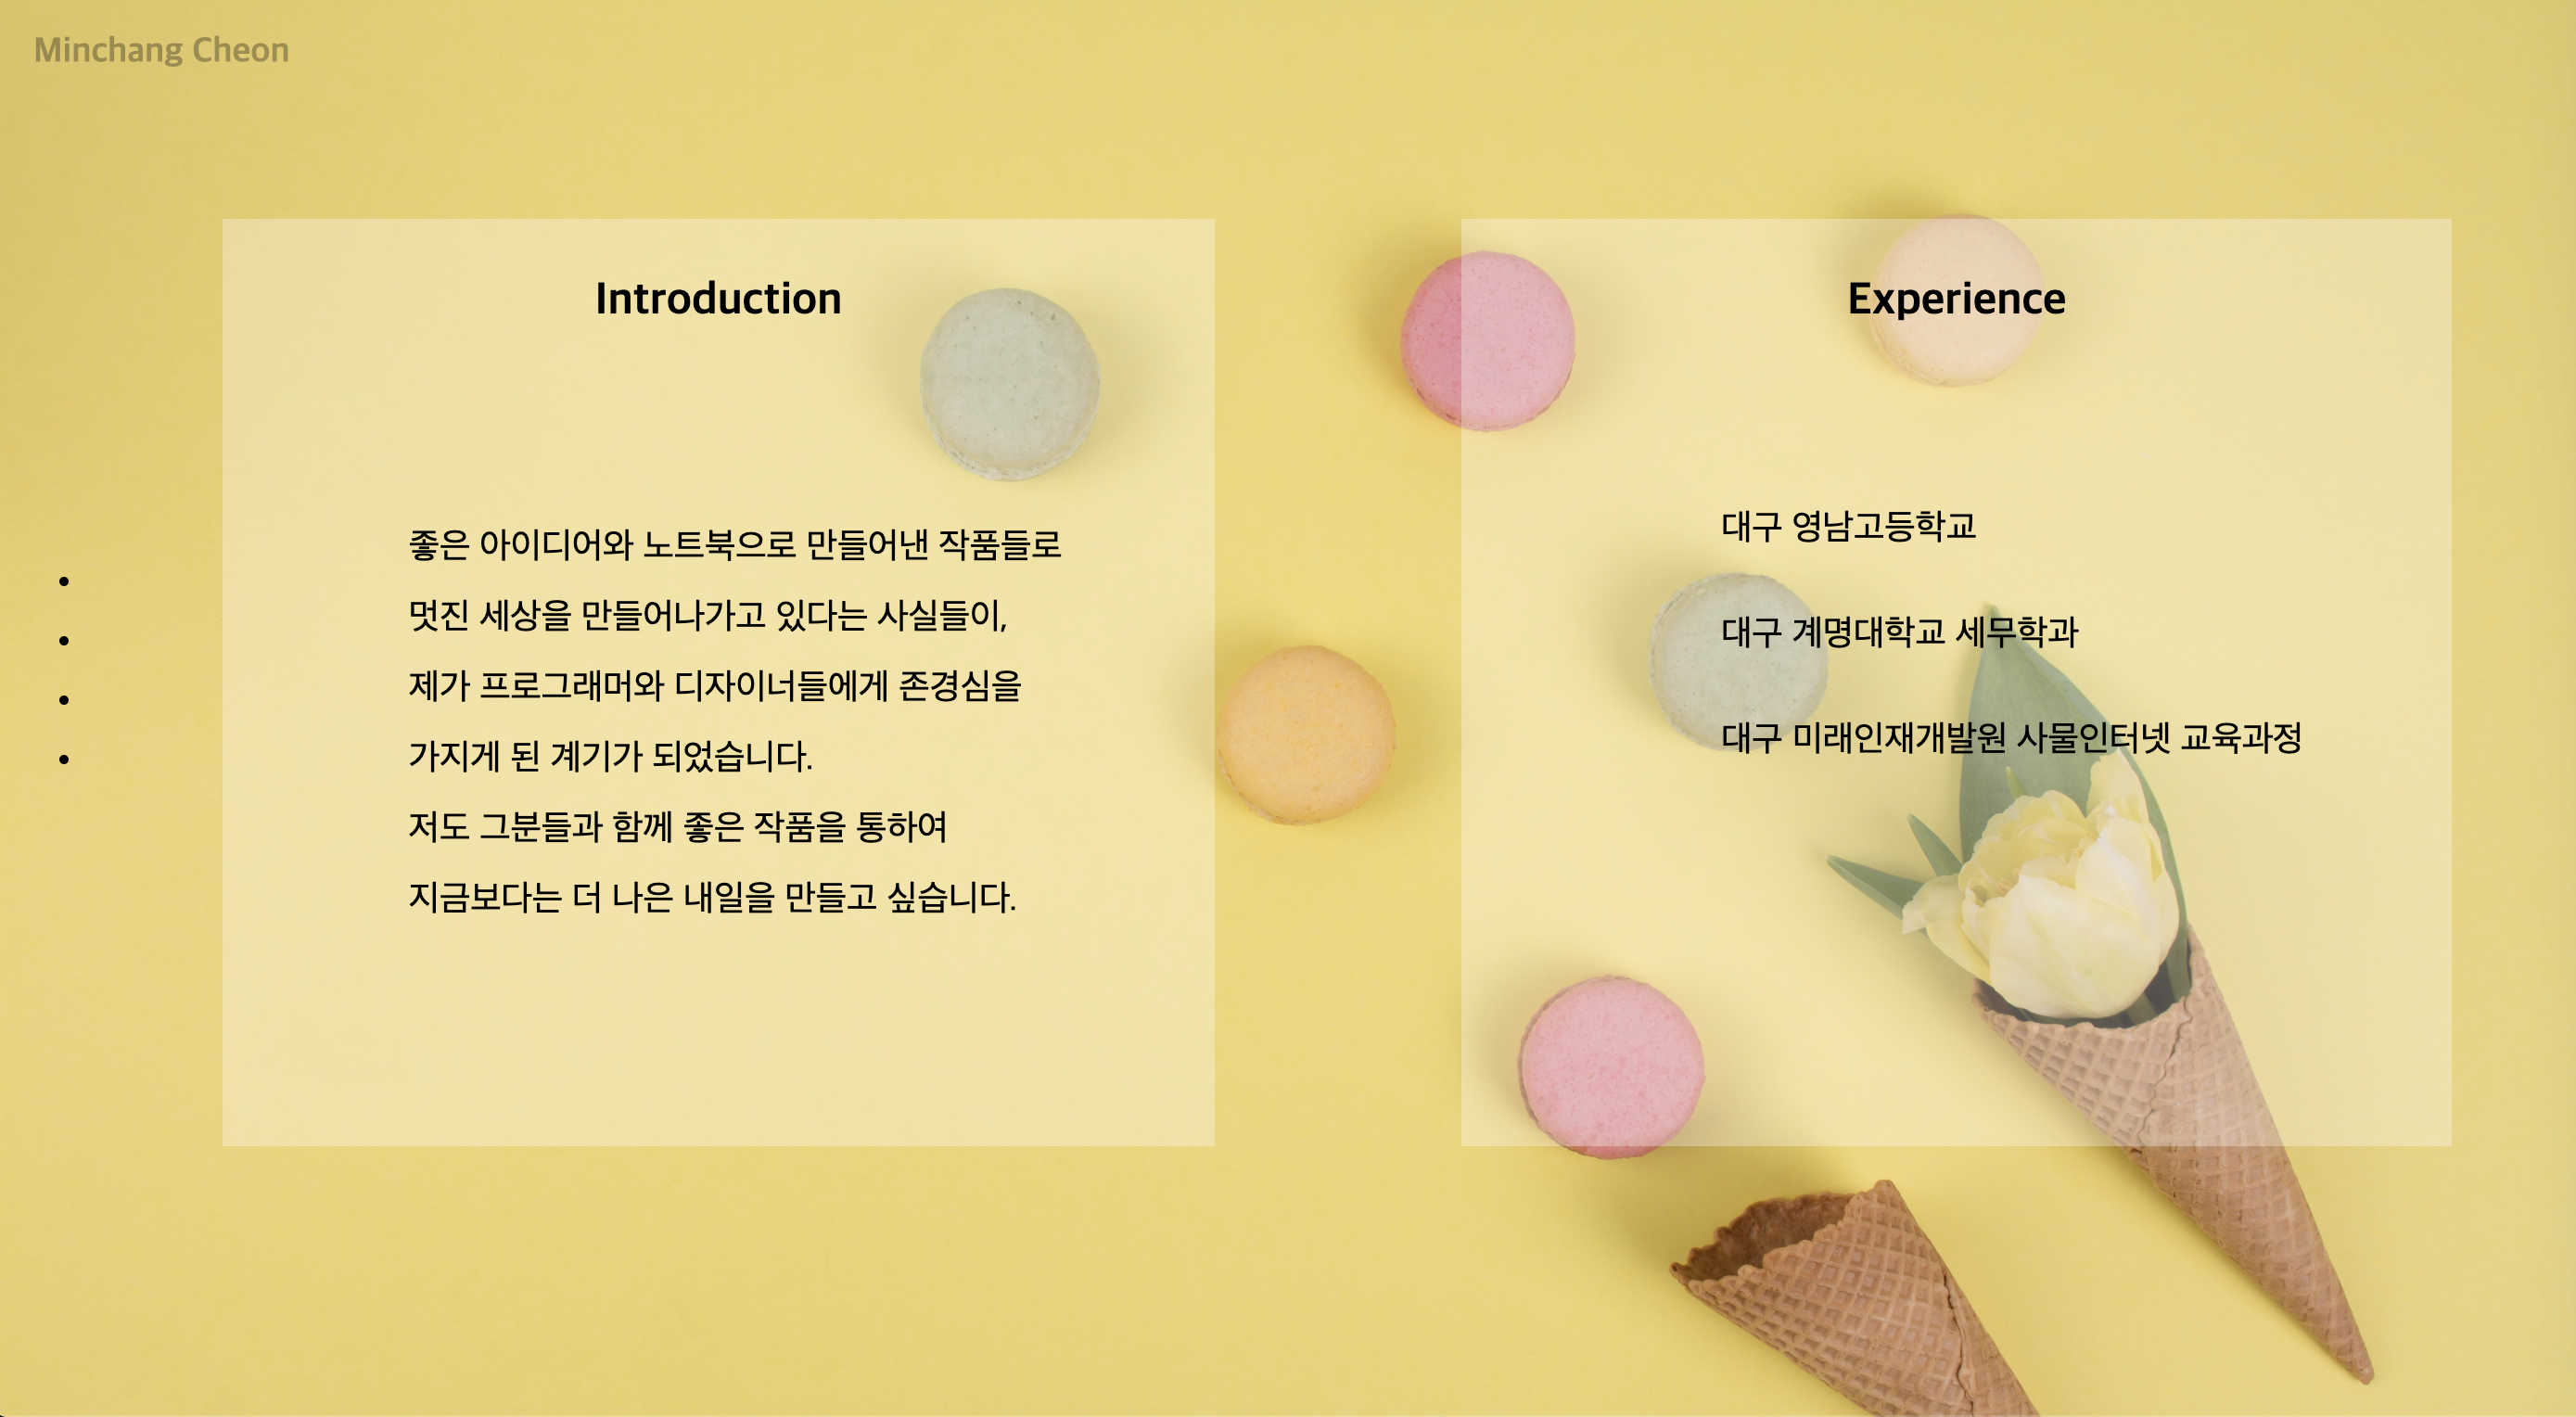 Minchang Cheon
Introduction
좋은 아이디어와 노트북으로 만들어낸 작품들로
멋진 세상을 만들어나가고 있다는 사실들이,
제가 프로그래머와 디자이너들에게 존경심을
가지게 된 계기가 되었습니다.
저도 그분들과 함께 좋은 작품을 통하여
지금보다는 더 나은 내일을 만들고 싶습니다.
Experience
대구 영남고등학교
대구 계명대학교 세무학과
대구 미래인재개발원 사물인터넷 교육과정